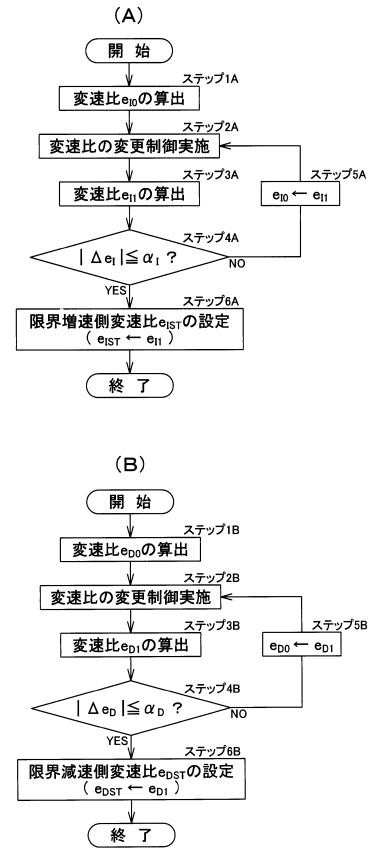 (A)
開 始
ステップ1A
変速比eI0の算出
ステップ2A
変速比の変更制御実施
ステップ3A
変速比eI1の算出
ステップ5A
eI0 ← eI1
ステップ4A
|ΔeI|≦αI ?
NO
YES
ステップ6A
限界増速側変速比eISTの設定
( eIST ← eI1 )
終 了
(B)
開 始
ステップ1B
変速比eD0の算出
ステップ2B
変速比の変更制御実施
ステップ3B
変速比eD1の算出
ステップ5B
eD0 ← eD1
ステップ4B
|ΔeD|≦αD ?
NO
YES
ステップ6B
限界減速側変速比eDSTの設定
( eDST ← eD1 )
終 了